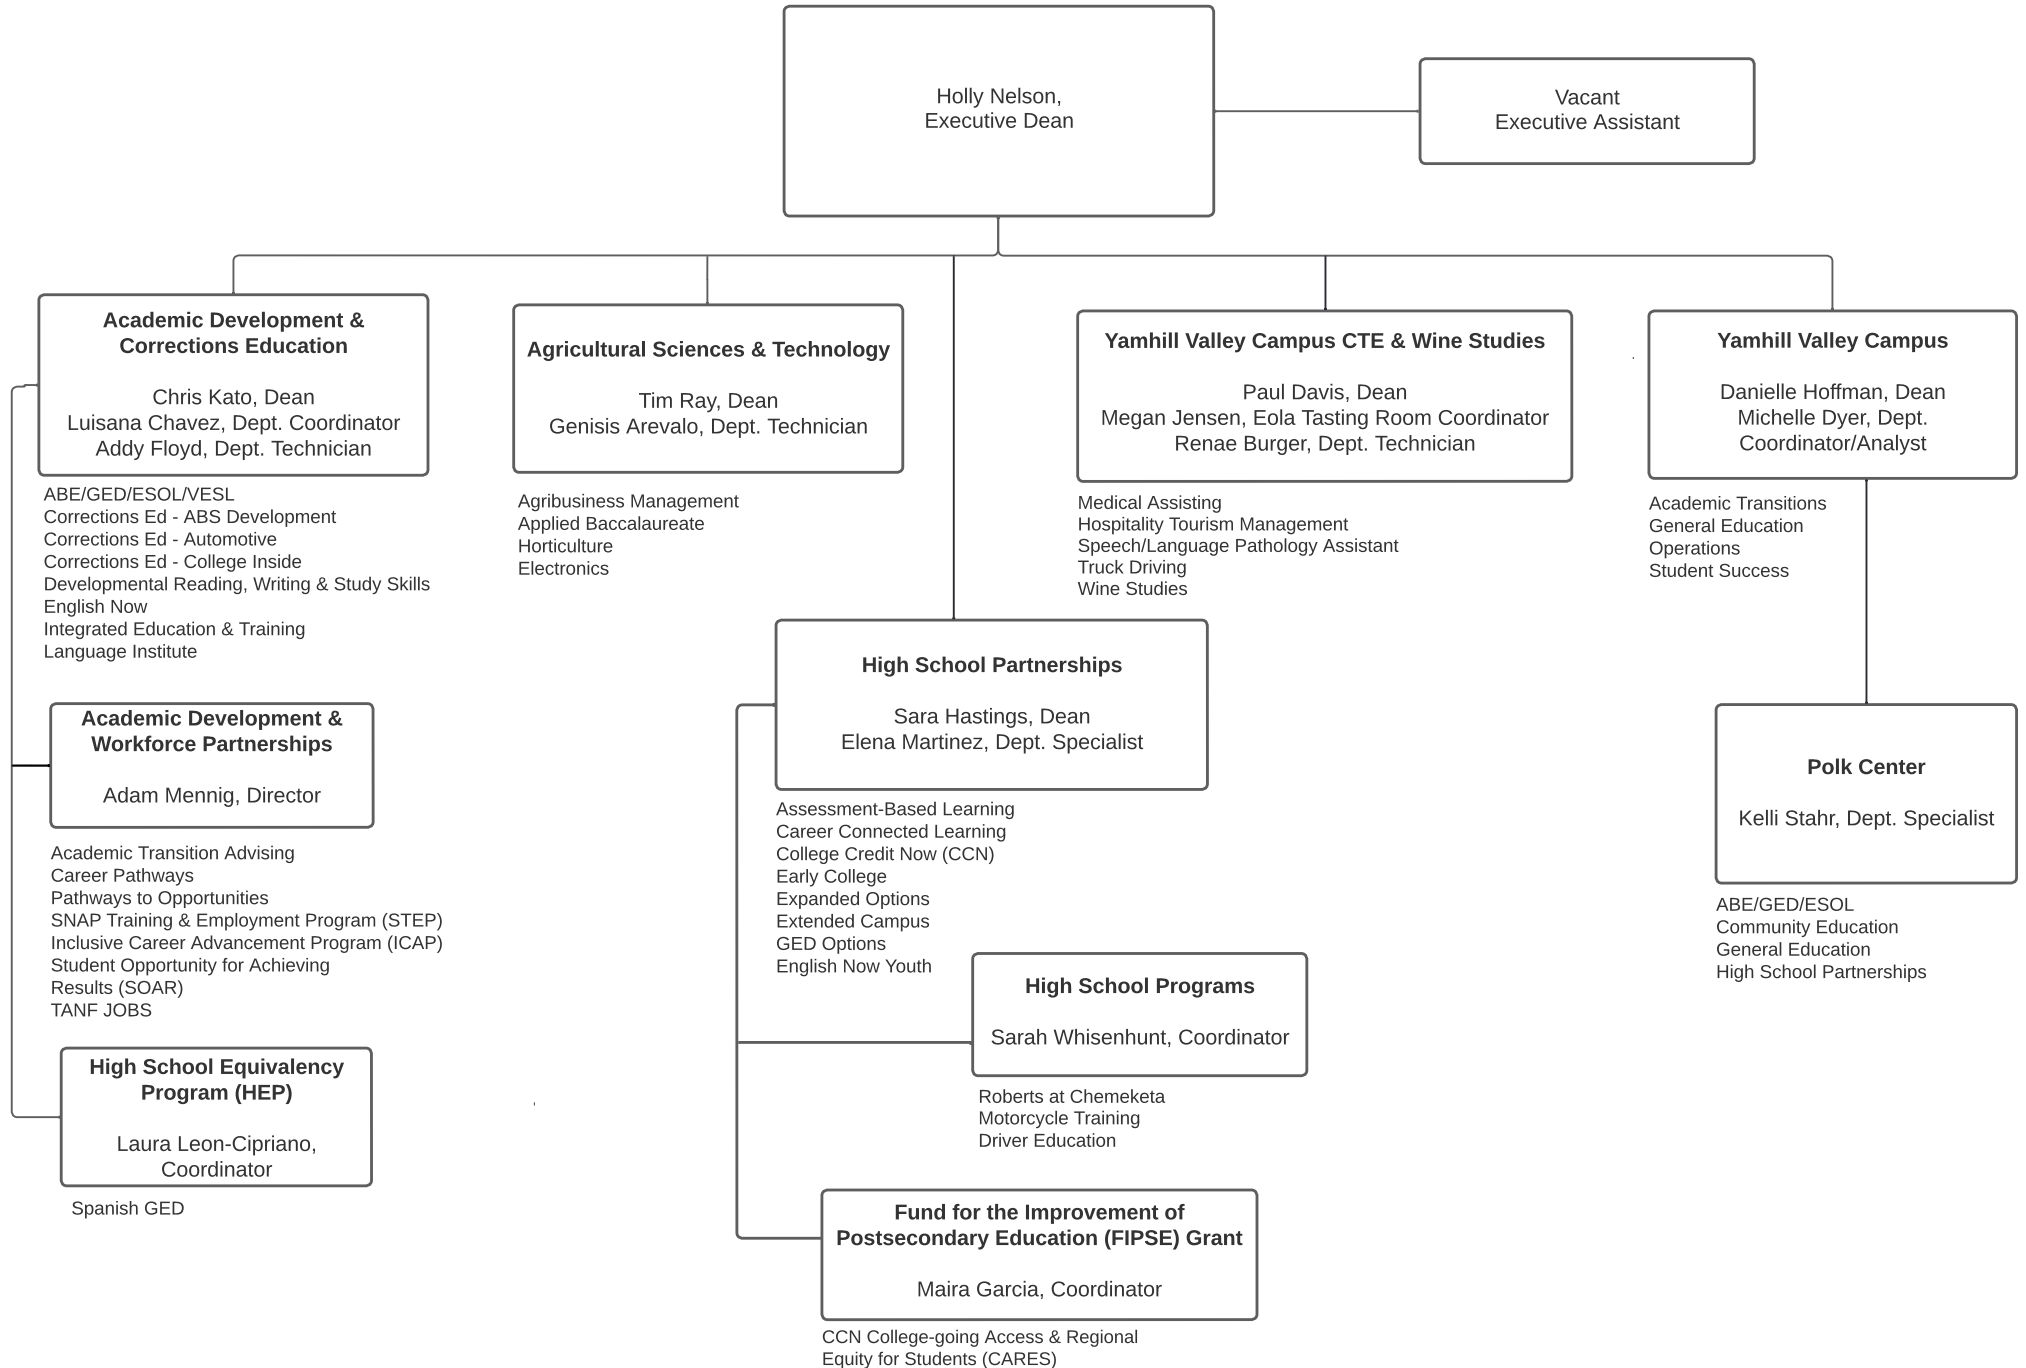 Holly Nelson,
Executive Dean
Vacant
Executive Assistant
Academic Development &
Corrections Education
Chris Kato, Dean
Luisana Chavez, Dept. Coordinator
Addy Floyd, Dept. Technician
ABE/GED/ESOL/VESL
Corrections Ed - ABS Development
Corrections Ed - Automotive
Corrections Ed - College Inside
Developmental Reading, Writing & Study Skills
English Now
Integrated Education & Training
Language Institute
Academic Development &
Workforce Partnerships
Adam Mennig, Director
Academic Transition Advising
Career Pathways
Pathways to Opportunities
SNAP Training & Employment Program (STEP)
Inclusive Career Advancement Program (ICAP)
Student Opportunity for Achieving
Results (SOAR)
TANF JOBS
High School Equivalency
Program (HEP)
Laura Leon-Cipriano,
Coordinator
Spanish GED
Agricultural Sciences & Technology
Tim Ray, Dean
Genisis Arevalo, Dept. Technician
Agribusiness Management
Applied Baccalaureate
Horticulture
Electronics
High School Partnerships
Sara Hastings, Dean
Elena Martinez, Dept. Specialist
Assessment-Based Learning
Career Connected Learning
College Credit Now (CCN)
Early College
Expanded Options
Extended Campus
GED Options
English Now Youth
High School Programs
Sarah Whisenhunt, Coordinator
Roberts at Chemeketa
Motorcycle Training
Driver Education
Fund for the Improvement of
Postsecondary Education (FIPSE) Grant
Maira Garcia, Coordinator
CCN College-going Access & Regional
Equity for Students (CARES)
Yamhill Valley Campus CTE & Wine Studies
Paul Davis, Dean
Megan Jensen, Eola Tasting Room Coordinator
Renae Burger, Dept. Technician
Medical Assisting
Hospitality Tourism Management
Speech/Language Pathology Assistant
Truck Driving
Wine Studies
Yamhill Valley Campus
Danielle Hoffman, Dean
Michelle Dyer, Dept.
Coordinator/Analyst
Academic Transitions
General Education
Operations
Student Success
Polk Center
Kelli Stahr, Dept. Specialist
ABE/GED/ESOL
Community Education
General Education
High School Partnerships